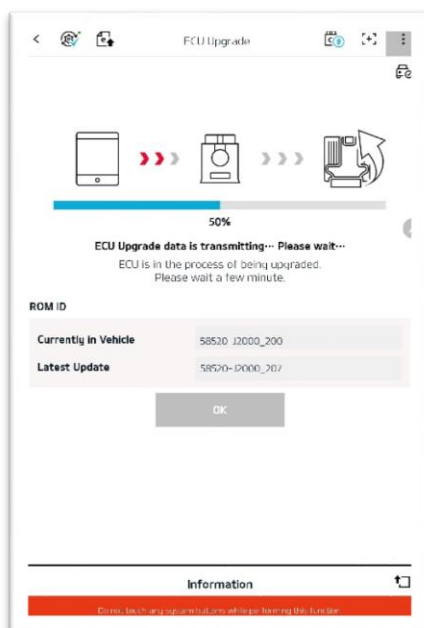 ECU Upgrade
50%
ECU Upgrade data is transmitting··· Please wait···
ECU is in the process of being upgraded.
Please wait a few minute.
ROM ID
Currently in Vehicle 58520-J2000_200
Latest Update 58520-J2000_207
OK
Information
Do not touch any system buttons while performing this function.